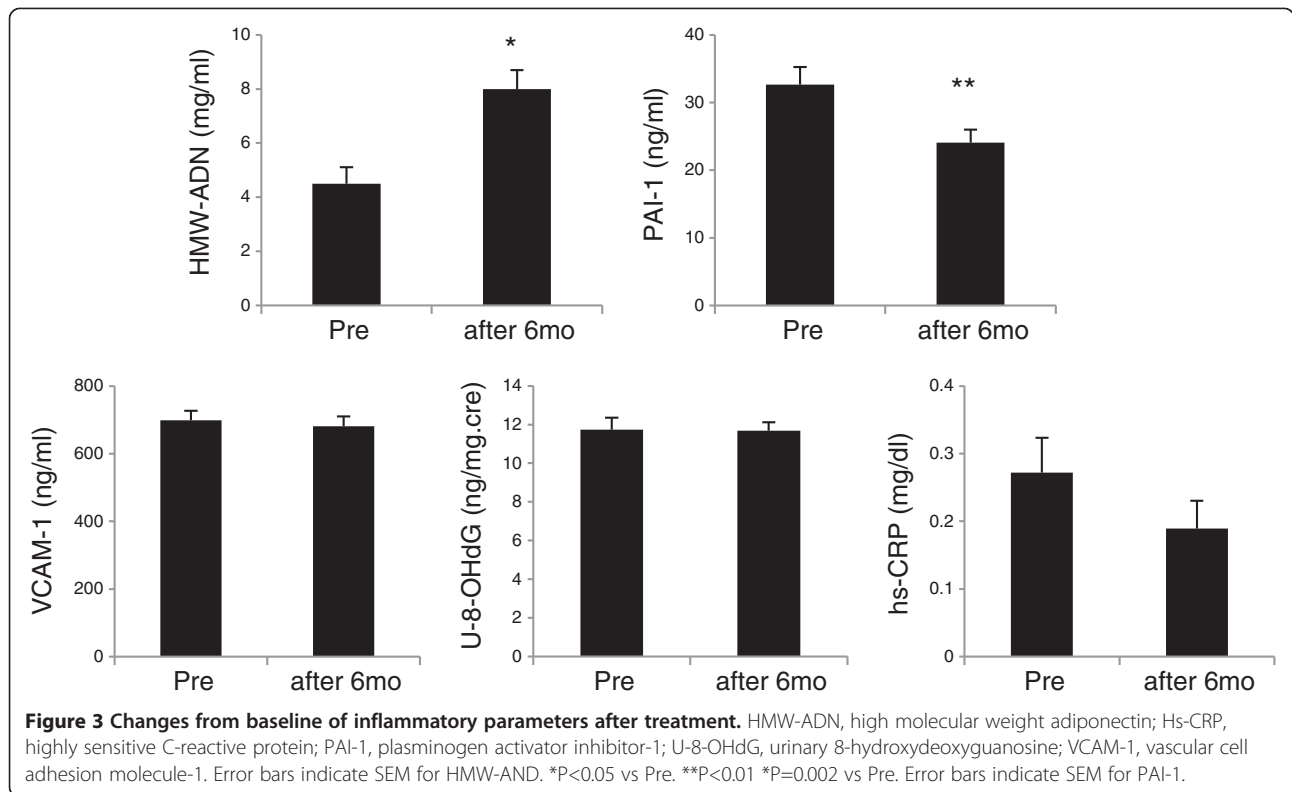 10
8
6
4
2
0
HMW-ADN (mg/ml)
*
Pre
after 6mo
40
30
20
10
0
PAI-1 (ng/ml)
**
Pre
after 6mo
800
600
400
200
0
VCAM-1 (ng/ml)
Pre
after 6mo
14
12
10
8
6
4
2
0
U-8-OHdG (ng/mg.cre)
Pre
after 6mo
0.4
0.3
0.2
0.1
0
hs-CRP (mg/dl)
Pre
after 6mo
Figure 3 Changes from baseline of inflammatory parameters after treatment. HMW-ADN, high molecular weight adiponectin; Hs-CRP,
highly sensitive C-reactive protein; PAI-1, plasminogen activator inhibitor-1; U-8-OHdG, urinary 8-hydroxydeoxyguanosine; VCAM-1, vascular cell
adhesion molecule-1. Error bars indicate SEM for HMW-AND. *P<0.05 vs Pre. **P<0.01 *P=0.002 vs Pre. Error bars indicate SEM for PAI-1.